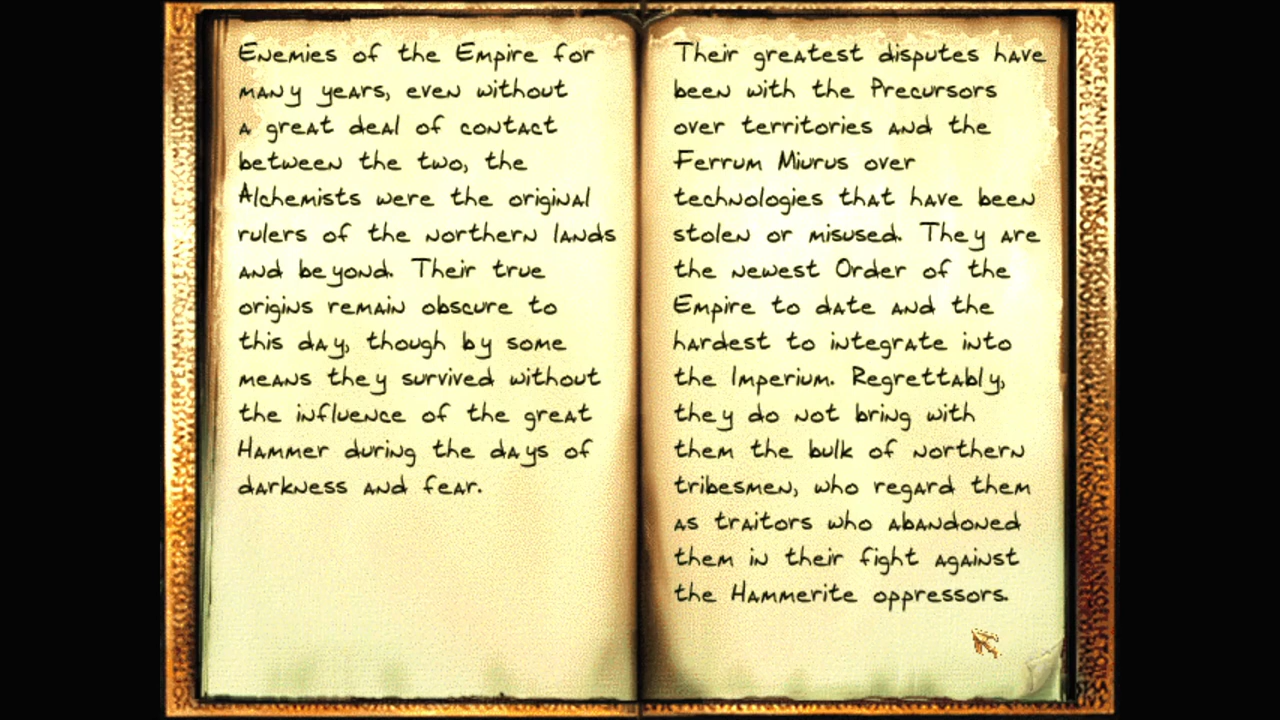 Enemies of the Empire for
many years, even without
a great deal of contact
between the two, the
Alchemists were the original
rulers of the northern lands
and beyond. Their true
origins remain obscure to
this day, though by some
means they survived without
the influence of the great
Hammer during the days of
darkness and fear.
Their greatest disputes have
been with the Precursors
over territories and the
Ferrum Miurus over
technologies that have been
stolen or misused. They are
the newest Order of the
Empire to date and the
hardest to integrate into
the Imperium. Regrettably,
they do not bring with
them the bulk of northern
tribesmen, who regard them
as traitors who abandoned
them in their fight against
the Hammerite oppressors.